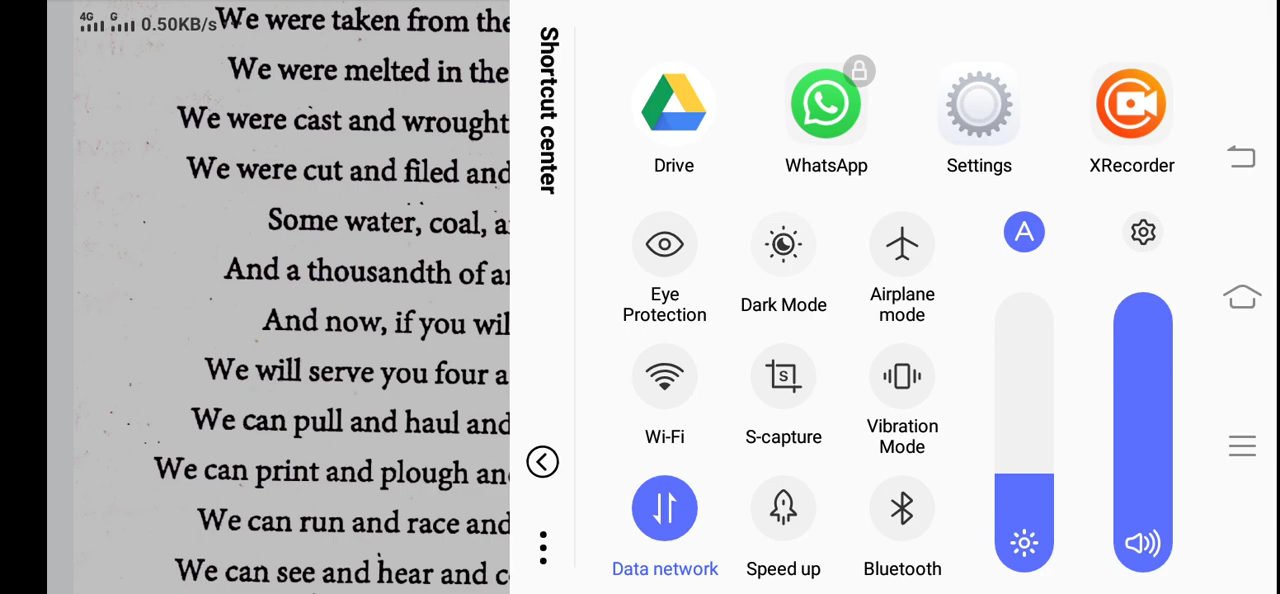 4G G 0.50KB/s
We were taken from the
We were melted in the
We were cast and wrought
We were cut and filed and
Some water, coal, a
And a thousandth of a
And now, if you wil
We will serve you four a
We can pull and haul and
We can print and plough an
We can run and race and
We can see and hear and c
Shortcut center
Drive
WhatsApp
Settings
XRecorder
A
Eye
Protection
Dark Mode
Airplane
mode
Wi-Fi
S
S-capture
Vibration
Mode
Data network
Speed up
Bluetooth